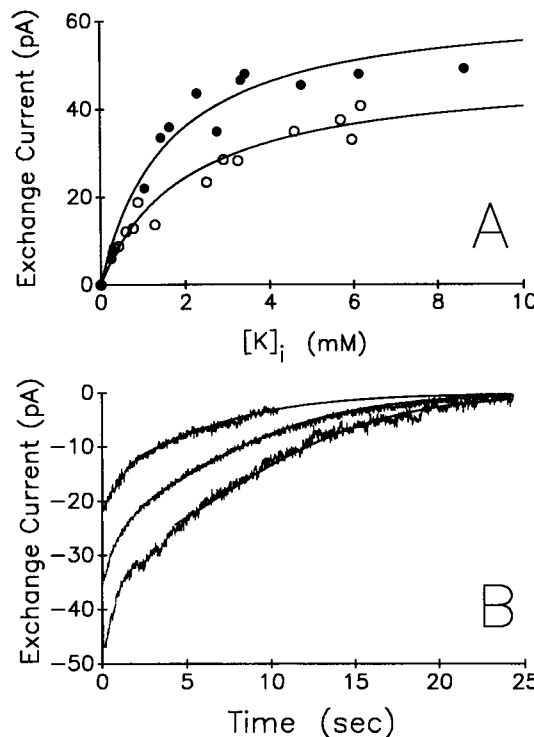 60
40
20
0
Exchange Current (pA)
A
0 2 4 6 8 10
[K]i (mM)
0
−10
−20
−30
−40
−50
Exchange Current (pA)
B
0 5 10 15 20 25
Time (sec)